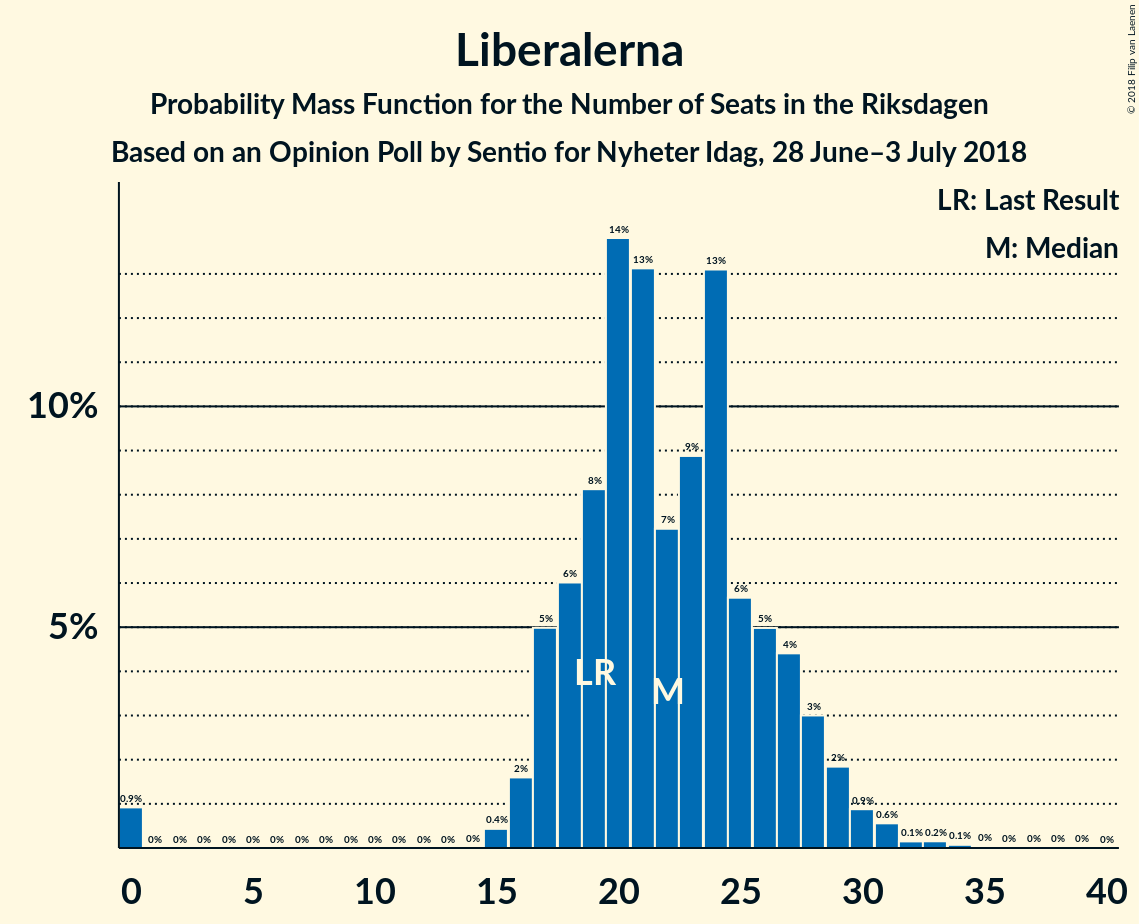 Liberalerna
Probability Mass Function for the Number of Seats in the Riksdagen
Based on an Opinion Poll by Sentio for Nyheter Idag, 28 June–3 July 2018
© 2018 Filip van Laenen
LR: Last Result
M: Median
10%
5%
0.9% 0% 0% 0% 0% 0% 0% 0% 0% 0% 0% 0% 0% 0% 0% 0.4% 2% 5% 6% 8% 14% 13% 7% 9% 13% 6% 5% 4% 3% 2% 0.9% 0.6% 0.1% 0.2% 0.1% 0% 0% 0% 0% 0% 0%
LR
M
0 5 10 15 20 25 30 35 40